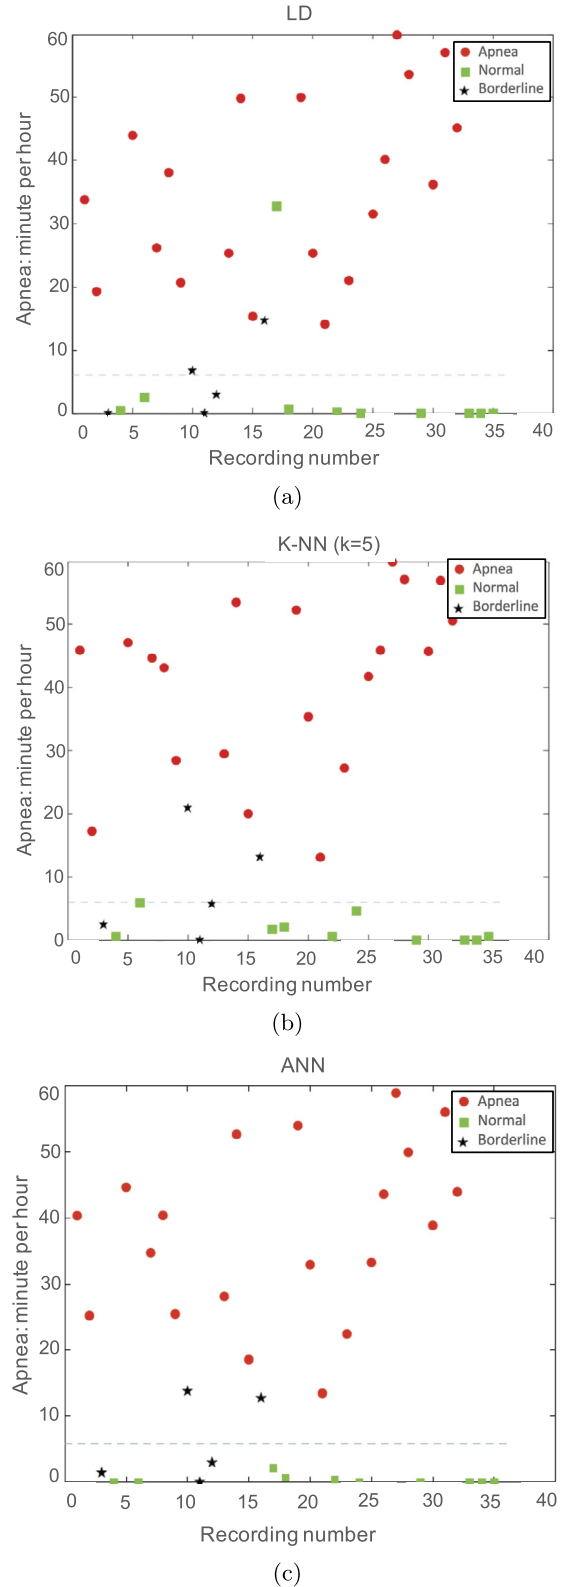 LD
Apnea: minute per hour
60
50
40
30
20
10
0
Apnea
Normal
Borderline
0 5 10 15 20 25 30 35 40
Recording number
(a)
K-NN (k=5)
Apnea: minute per hour
60
50
40
30
20
10
0
Apnea
Normal
Borderline
0 5 10 15 20 25 30 35 40
Recording number
(b)
ANN
Apnea: minute per hour
60
50
40
30
20
10
0
Apnea
Normal
Borderline
0 5 10 15 20 25 30 35 40
Recording number
(c)